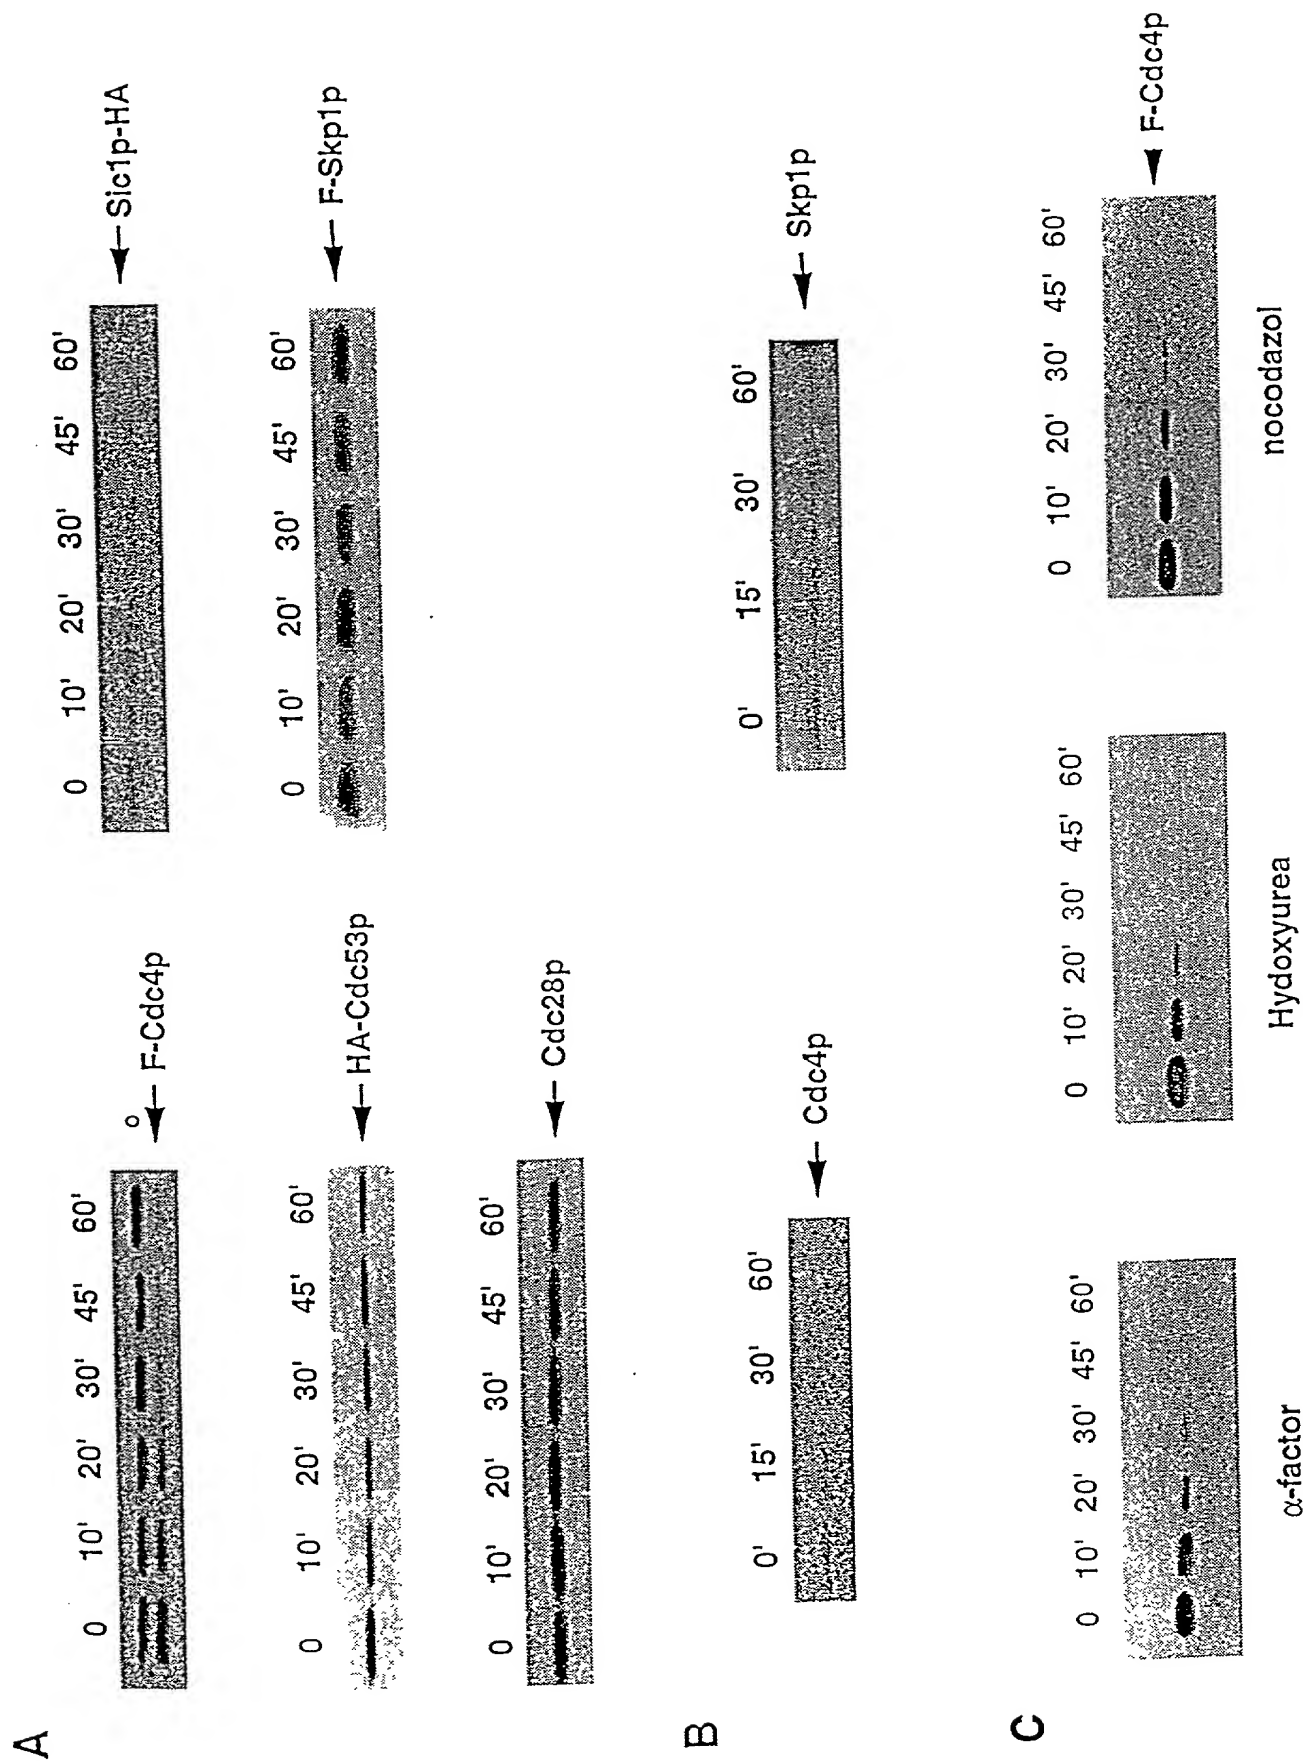 A
0 10' 20' 30' 45' 60'
F-Cdc4p
0 10' 20' 30' 45' 60'
Sic1p-HA
0 10' 20' 30' 45' 60'
HA-Cdc53p
0 10' 20' 30' 45' 60'
F-Skp1p
0 10' 20' 30' 45' 60'
Cdc28p
B
0' 15' 30' 60'
Cdc4p
0' 15' 30' 60'
Skp1p
C
0 10' 20' 30' 45' 60'
α-factor
0 10' 20' 30' 45' 60'
Hydoxyurea
0 10' 20' 30' 45' 60'
nocodazol
F-Cdc4p